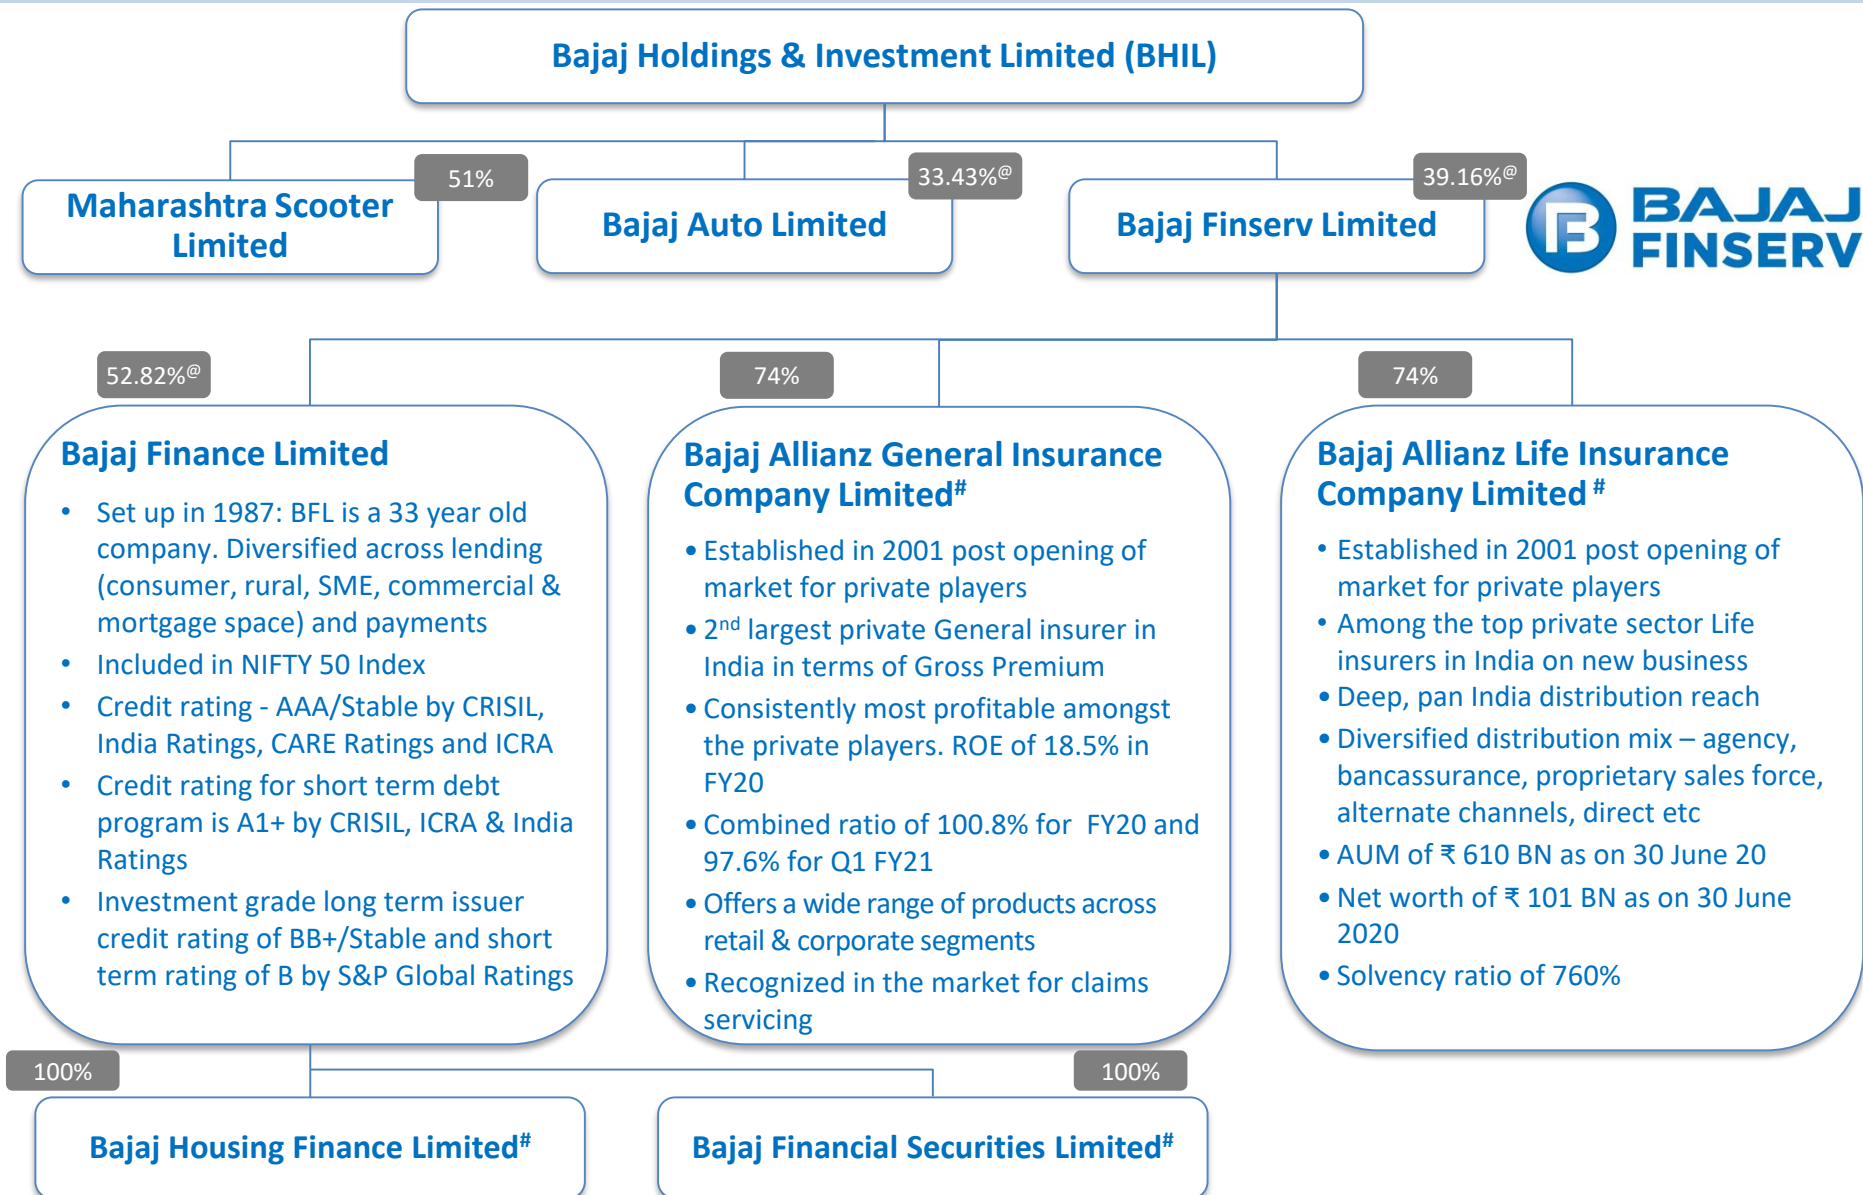 Bajaj Holdings & Investment Limited (BHIL)
51%
33.43%@
39.16%@
Maharashtra Scooter
Limited
Bajaj Auto Limited
Bajaj Finserv Limited
BAJAJ
FINSERV
52.82%@
74%
74%
Bajaj Finance Limited
• Set up in 1987: BFL is a 33 year old
company. Diversified across lending
(consumer, rural, SME, commercial &
mortgage space) and payments
• Included in NIFTY 50 Index
• Credit rating - AAA/Stable by CRISIL,
India Ratings, CARE Ratings and ICRA
• Credit rating for short term debt
program is A1+ by CRISIL, ICRA & India
Ratings
• Investment grade long term issuer
credit rating of BB+/Stable and short
term rating of B by S&P Global Ratings
Bajaj Allianz General Insurance
Company Limited#
• Established in 2001 post opening of
market for private players
• 2nd largest private General insurer in
India in terms of Gross Premium
• Consistently most profitable amongst
the private players. ROE of 18.5% in
FY20
• Combined ratio of 100.8% for FY20 and
97.6% for Q1 FY21
• Offers a wide range of products across
retail & corporate segments
• Recognized in the market for claims
servicing
Bajaj Allianz Life Insurance
Company Limited #
• Established in 2001 post opening of
market for private players
• Among the top private sector Life
insurers in India on new business
• Deep, pan India distribution reach
• Diversified distribution mix – agency,
bancassurance, proprietary sales force,
alternate channels, direct etc
• AUM of ₹ 610 BN as on 30 June 20
• Net worth of ₹ 101 BN as on 30 June
2020
• Solvency ratio of 760%
100%
100%
Bajaj Housing Finance Limited#
Bajaj Financial Securities Limited#